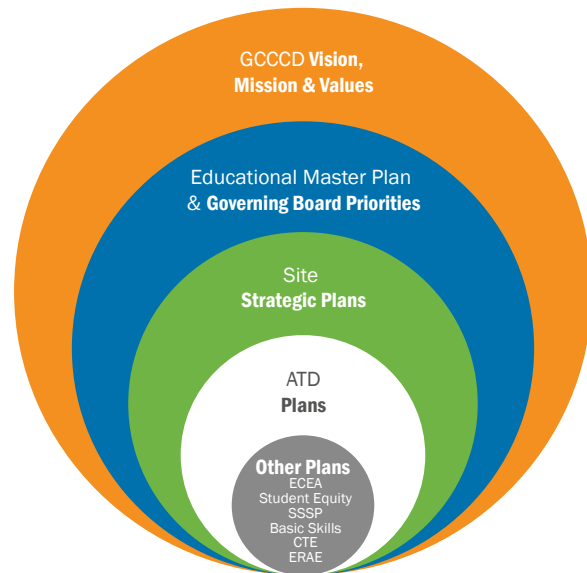 GCCCD Vision,
Mission & Values
Educational Master Plan
& Governing Board Priorities
Site
Strategic Plans
ATD
Plans
Other Plans
ECEA
Student Equity
SSSP
Basic Skills
CTE
ERAE